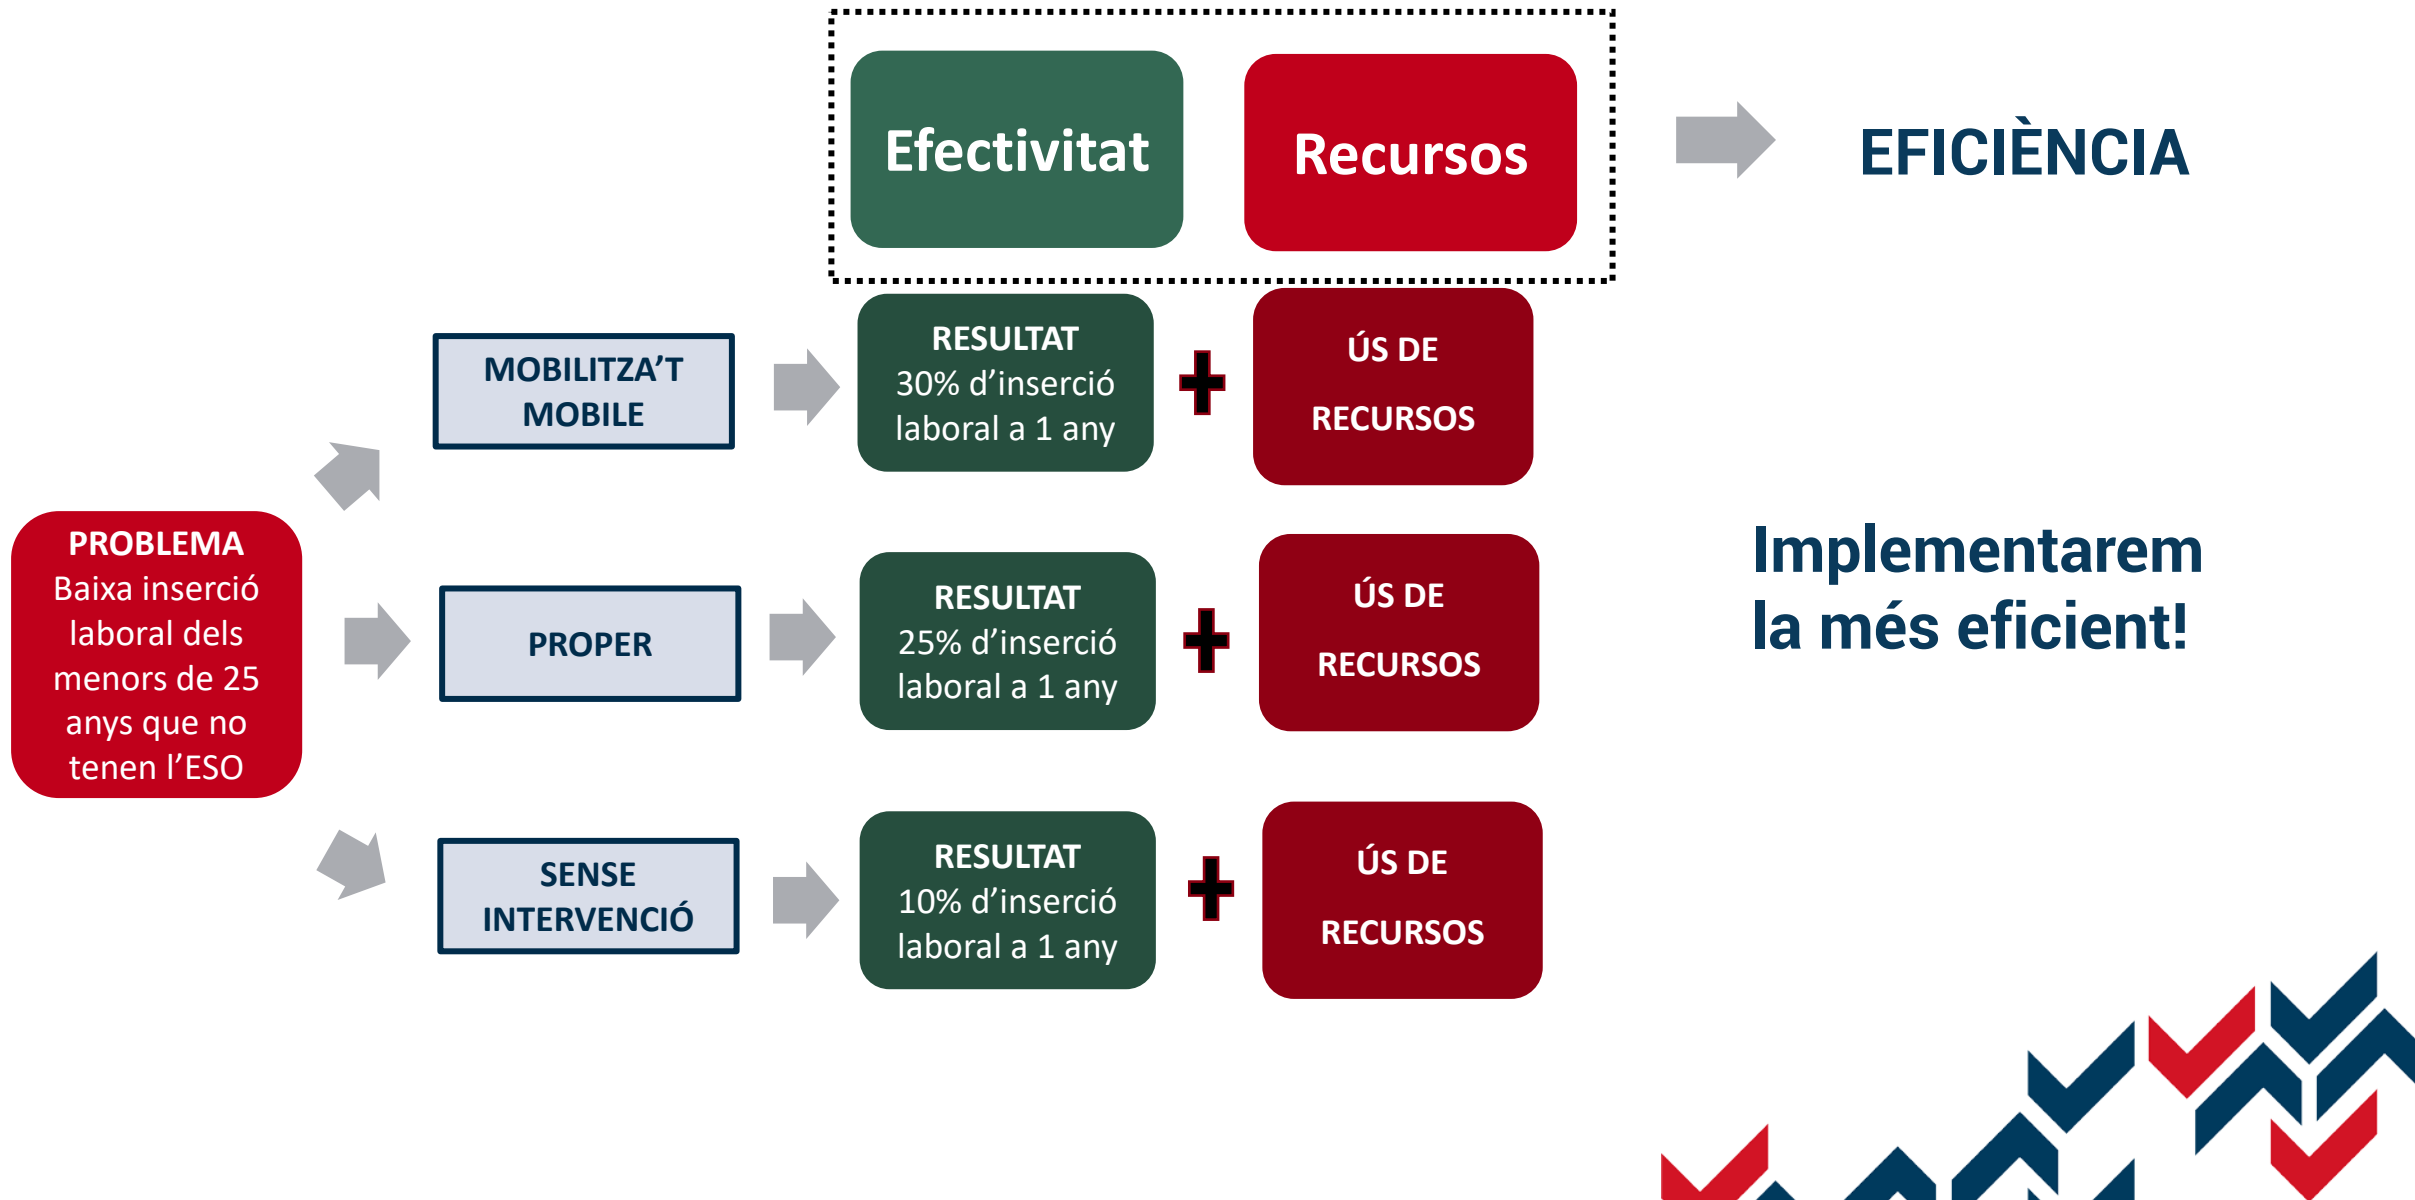 Efectivitat
Recursos
EFICIÈNCIA
PROBLEMA
Baixa inserció
laboral dels
menors de 25
anys que no
tenen l’ESO
MOBILITZA’T
MOBILE
RESULTAT
30% d’inserció
laboral a 1 any
ÚS DE
RECURSOS
PROPER
RESULTAT
25% d’inserció
laboral a 1 any
ÚS DE
RECURSOS
SENSE
INTERVENCIÓ
RESULTAT
10% d’inserció
laboral a 1 any
ÚS DE
RECURSOS
Implementarem
la més eficient!